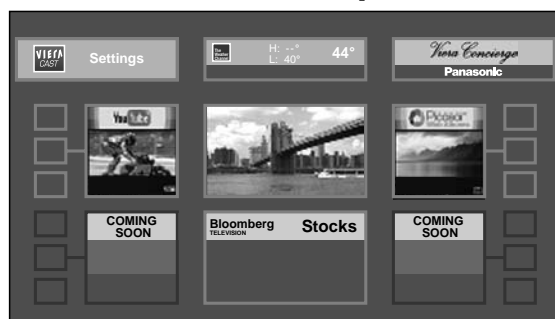 VIERA
CAST
Settings
The
Weather
Channel
H: --°
L: 40°
44°
Viera Concierge
Panasonic
YouTube
Picasa
COMING
SOON
Bloomberg
TELEVISION
Stocks
COMING
SOON